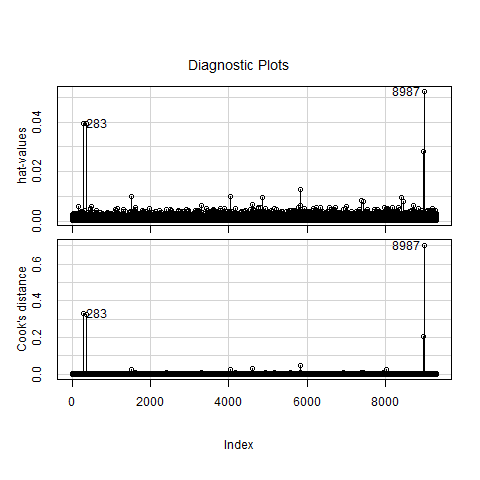 Diagnostic Plots
hat-values
0.00 0.02 0.04
283
8987
Cook's distance
0.0 0.2 0.4 0.6
283
8987
0 2000 4000 6000 8000
Index